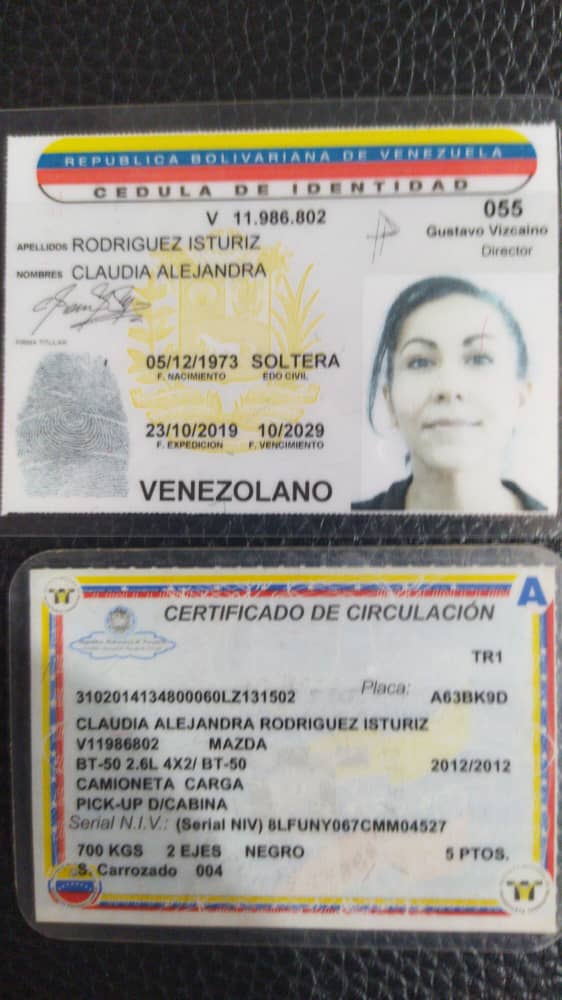 REPUBLICA BOLIVARIANA DE VENEZUELA
CEDULA DE IDENTIDAD
V 11.986.802
055
Gustavo Vizcaino
Director
APELLIDOS RODRIGUEZ ISTURIZ
NOMBRES CLAUDIA ALEJANDRA
FIRMA TITULAR
05/12/1973 SOLTERA
F. NACIMIENTO EDO CIVIL
23/10/2019 10/2029
F. EXPEDICION F. VENCIMIENTO
VENEZOLANO
A
CERTIFICADO DE CIRCULACIÓN
TR1
3102014134800060LZ131502 Placa: A63BK9D
CLAUDIA ALEJANDRA RODRIGUEZ ISTURIZ
V11986802 MAZDA
BT-50 2.6L 4X2/ BT-50 2012/2012
CAMIONETA CARGA
PICK-UP D/CABINA
Serial N.I.V.: (Serial NIV) 8LFUNY067CMM04527
700 KGS 2 EJES NEGRO 5 PTOS.
S. Carrozado 004